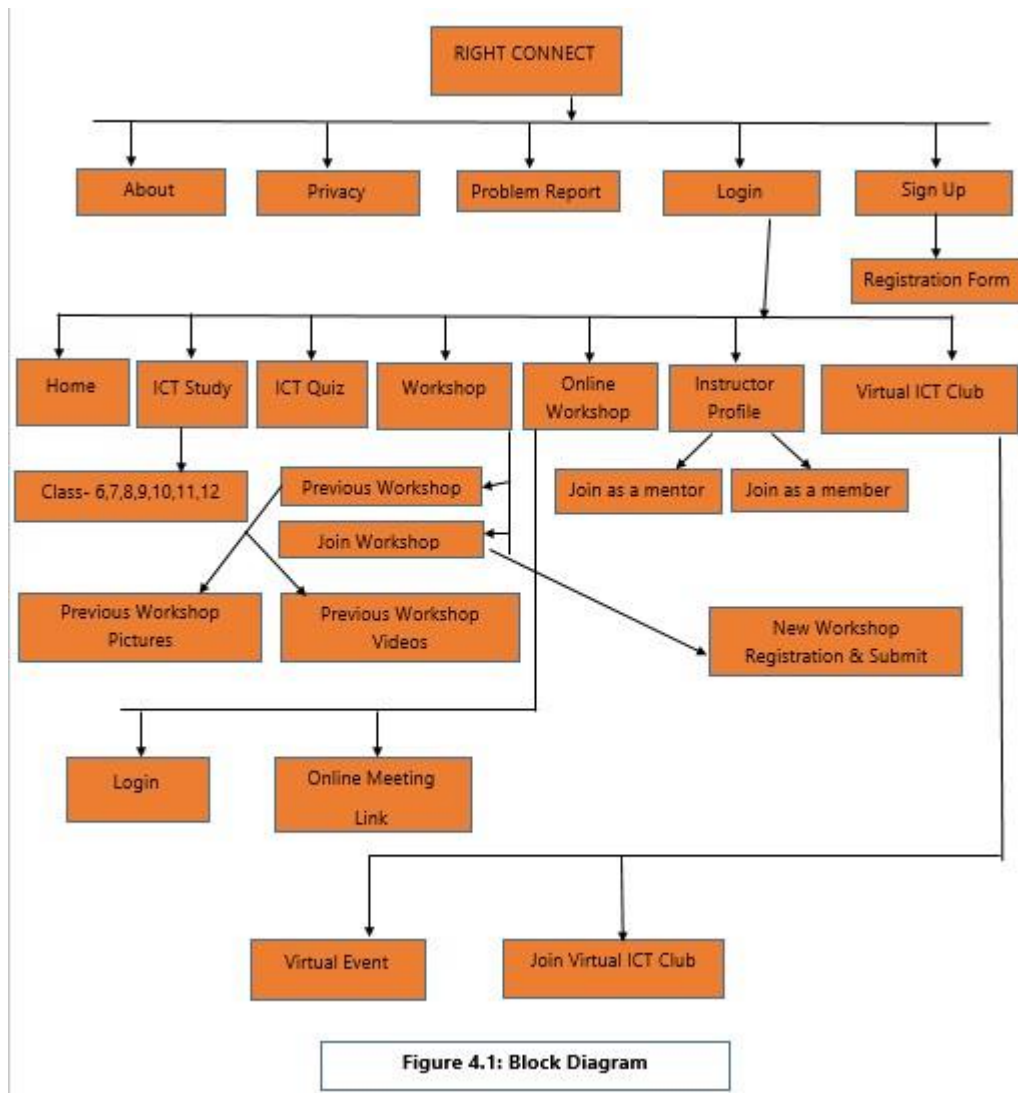 RIGHT CONNECT
About
Privacy
Problem Report
Login
Sign Up
Registration Form
Home
ICT Study
ICT Quiz
Workshop
Online
Workshop
Instructor
Profile
Virtual ICT Club
Class- 6,7,8,9,10,11,12
Previous Workshop
Join as a mentor
Join as a member
Join Workshop
Previous Workshop
Pictures
Previous Workshop
Videos
New Workshop
Registration & Submit
Login
Online Meeting
Link
Virtual Event
Join Virtual ICT Club
Figure 4.1: Block Diagram